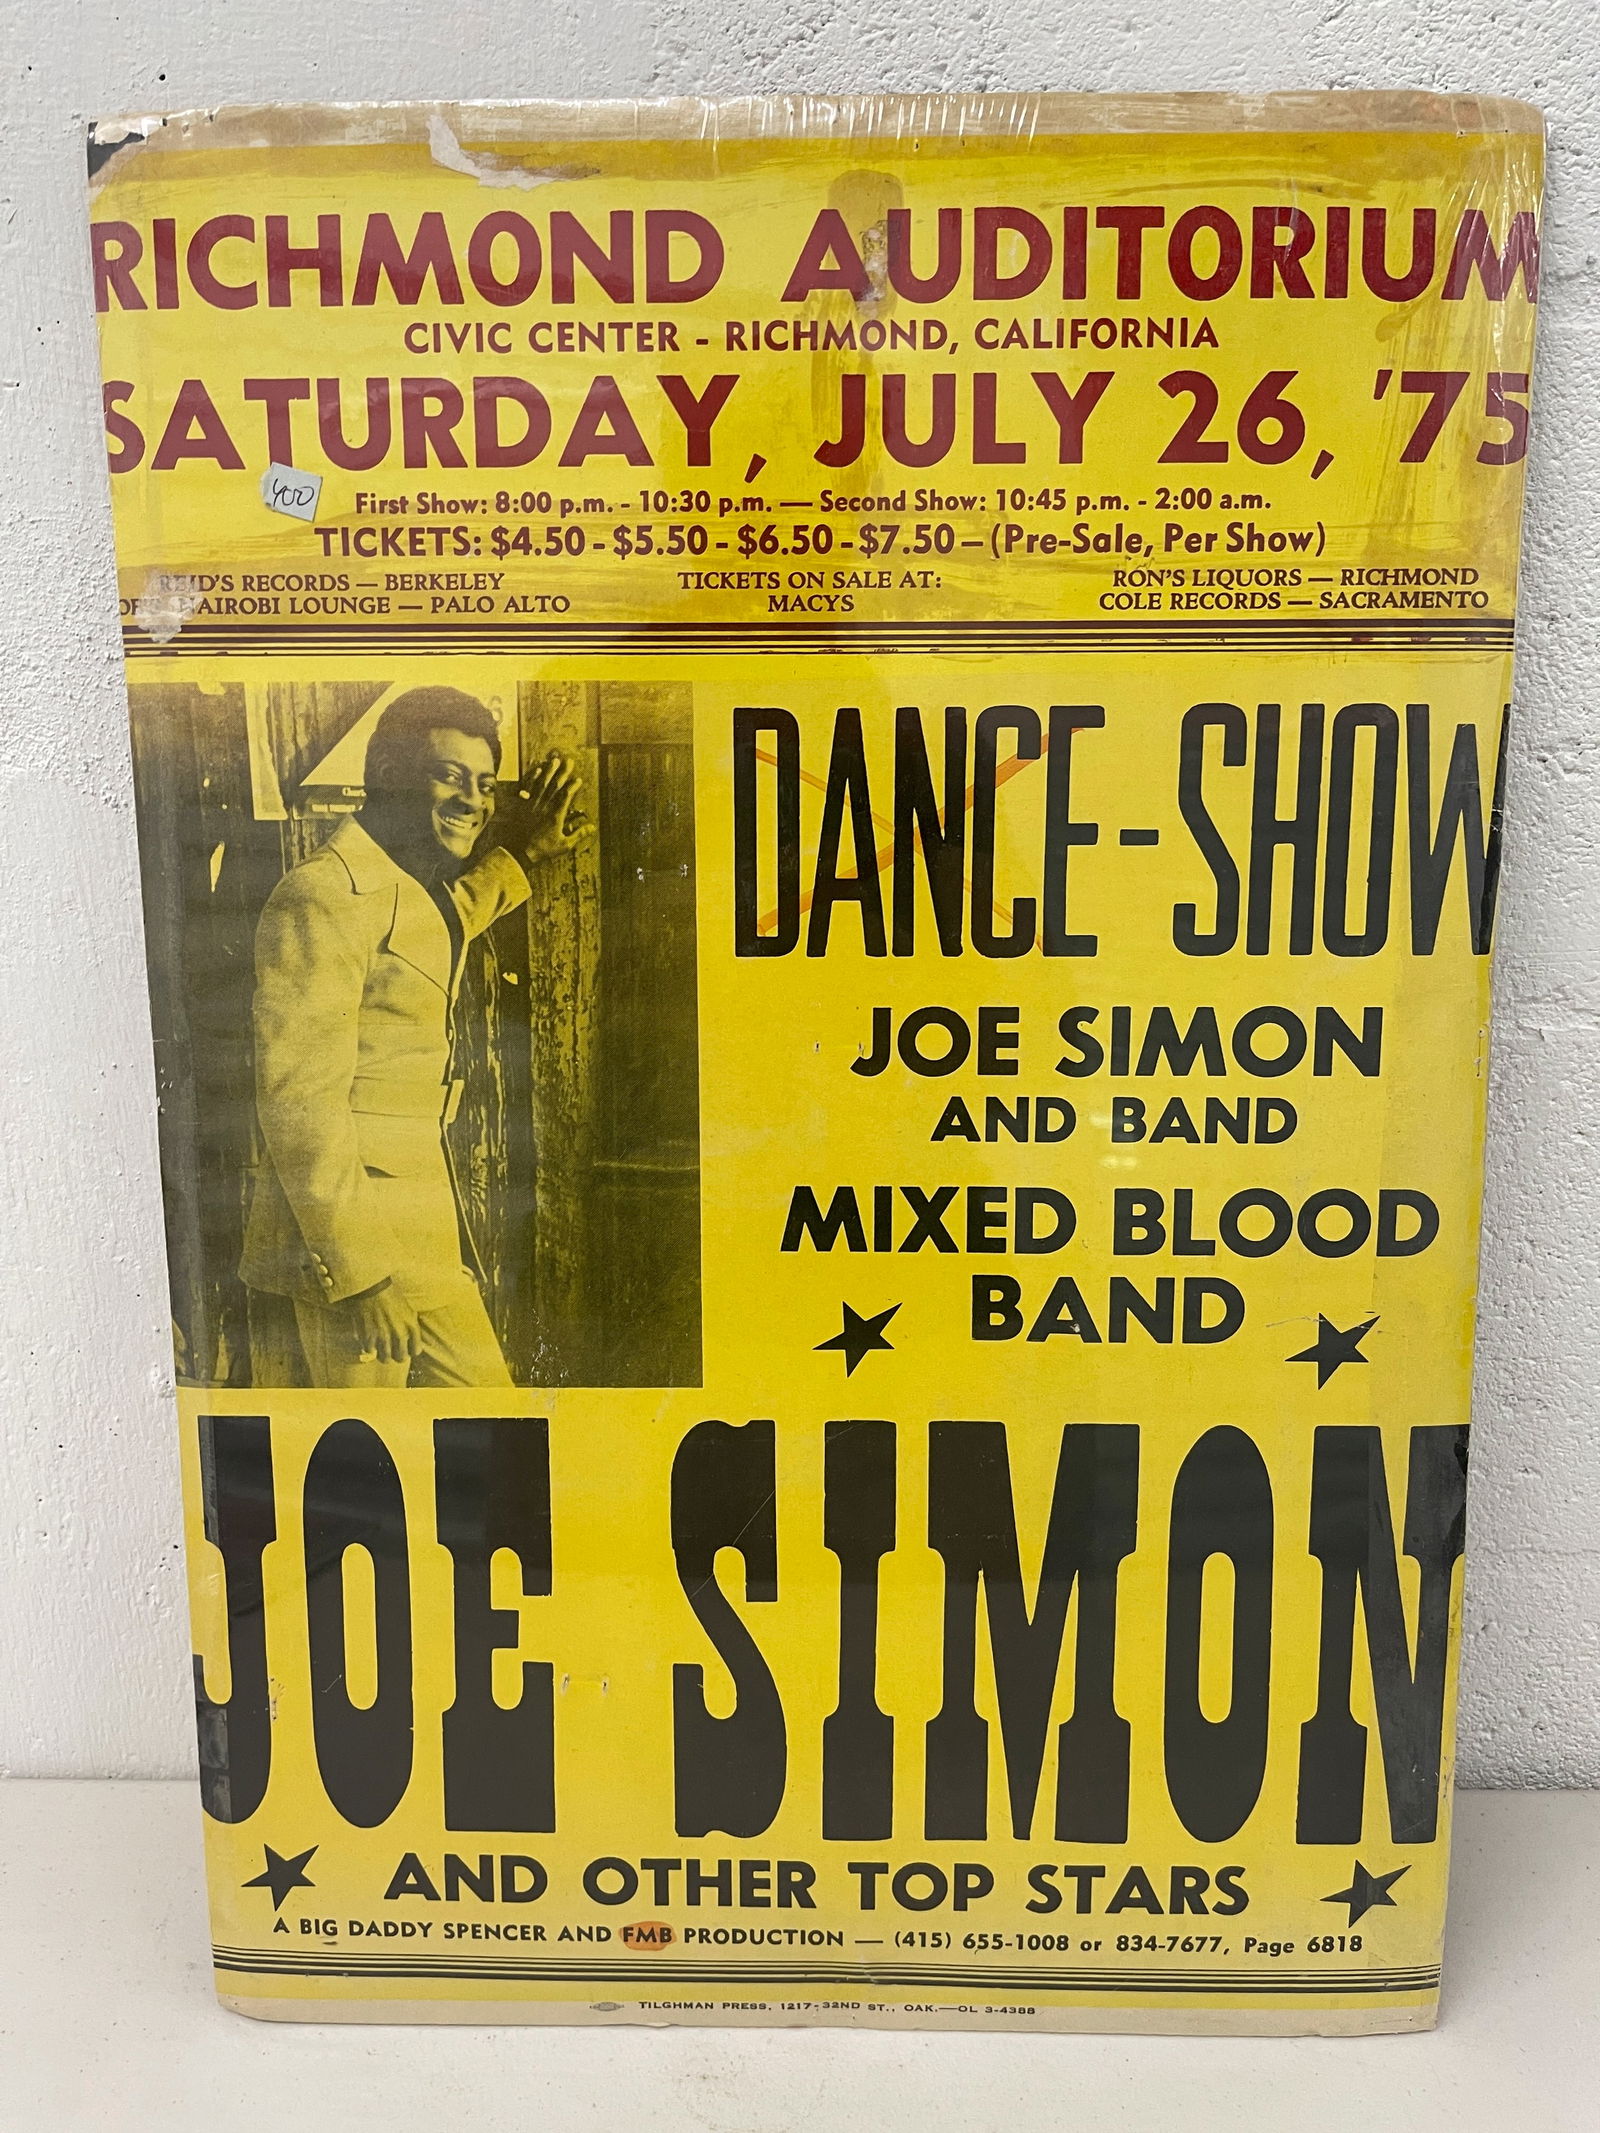 RICHMOND AUDITORIUM
CIVIC CENTER - RICHMOND, CALIFORNIA
SATURDAY, JULY 26, '75
400
First Show: 8:00 p.m. - 10:30 p.m. — Second Show: 10:45 p.m. - 2:00 a.m.
TICKETS: $4.50 - $5.50 - $6.50 - $7.50 — (Pre-Sale, Per Show)
REID'S RECORDS — BERKELEY
NAIROBI LOUNGE — PALO ALTO
TICKETS ON SALE AT:
MACYS
RON'S LIQUORS — RICHMOND
COLE RECORDS — SACRAMENTO
DANCE-SHOW
JOE SIMON
AND BAND
MIXED BLOOD
BAND
JOE SIMON
AND OTHER TOP STARS
A BIG DADDY SPENCER AND FMB PRODUCTION — (415) 655-1008 or 834-7677, Page 6818
TILGHMAN PRESS, 1217-32ND ST., OAK.—OL 3-4388